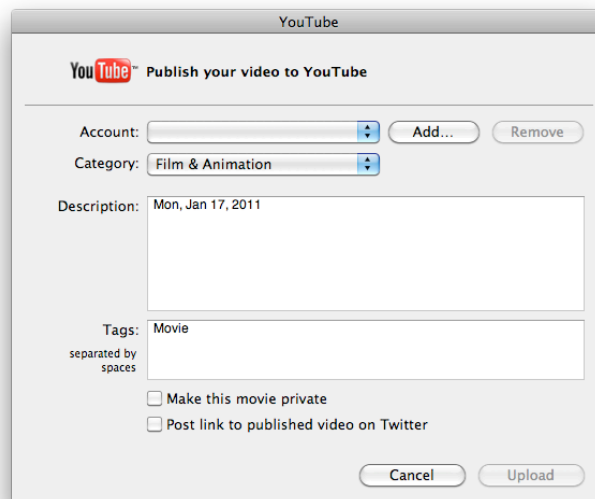 YouTube
YouTube™ Publish your video to YouTube
Account: Add... Remove
Category: Film & Animation
Description: Mon, Jan 17, 2011
Tags: Movie
separated by
spaces
Make this movie private
Post link to published video on Twitter
Cancel Upload